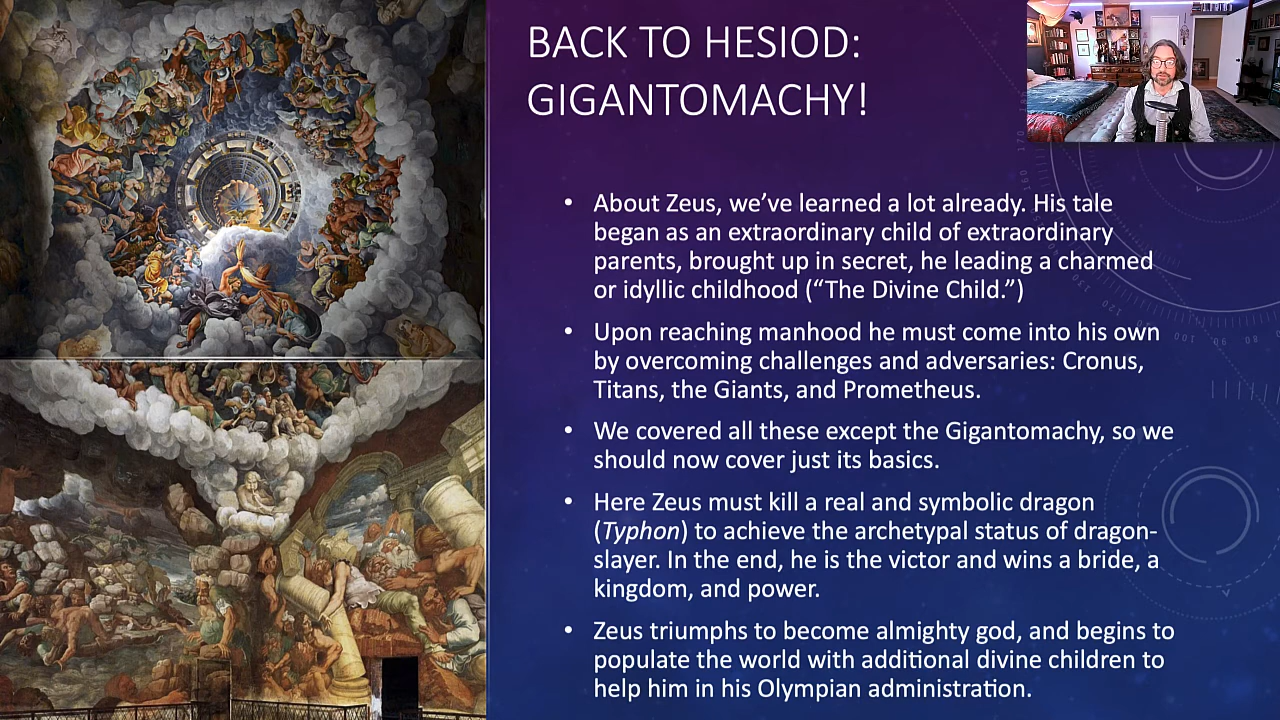 BACK TO HESIOD:
GIGANTOMACHY!
• About Zeus, we’ve learned a lot already. His tale
began as an extraordinary child of extraordinary
parents, brought up in secret, he leading a charmed
or idyllic childhood (“The Divine Child.”)
• Upon reaching manhood he must come into his own
by overcoming challenges and adversaries: Cronus,
Titans, the Giants, and Prometheus.
• We covered all these except the Gigantomachy, so we
should now cover just its basics.
• Here Zeus must kill a real and symbolic dragon
(Typhon) to achieve the archetypal status of dragon-
slayer. In the end, he is the victor and wins a bride, a
kingdom, and power.
• Zeus triumphs to become almighty god, and begins to
populate the world with additional divine children to
help him in his Olympian administration.